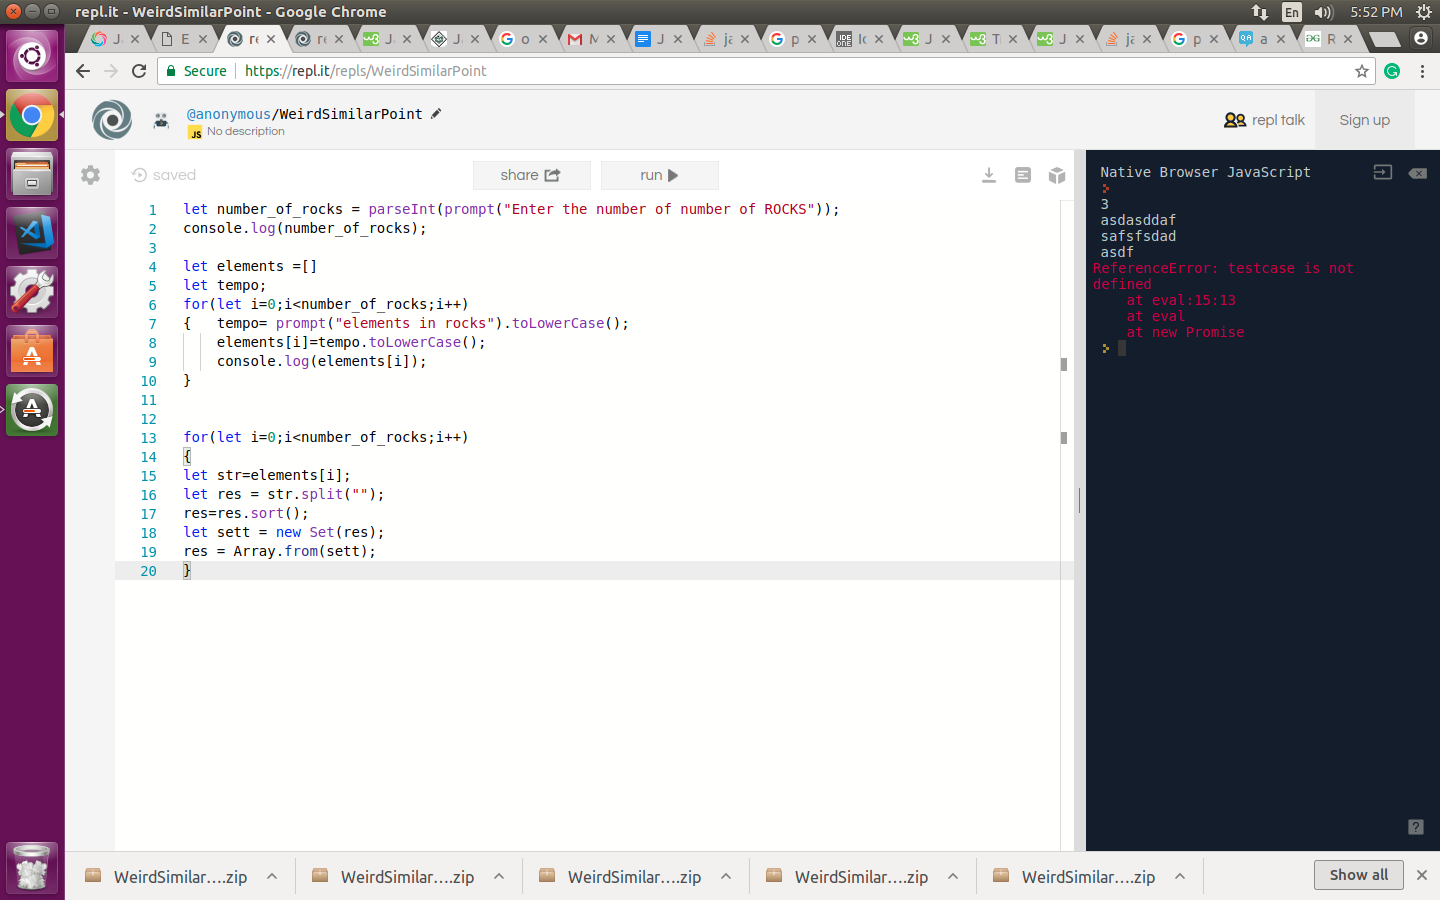 repl.it - WeirdSimilarPoint - Google Chrome
En
5:52 PM
Secure
https://repl.it/repls/WeirdSimilarPoint
@anonymous/WeirdSimilarPoint
JS No description
repl talk
Sign up
saved
share
run
Native Browser JavaScript
3
asdasddaf
safsfsdad
asdf
ReferenceError: testcase is not
defined
at eval:15:13
at eval
at new Promise
1 let number_of_rocks = parseInt(prompt("Enter the number of number of ROCKS"));
2 console.log(number_of_rocks);
3
4 let elements =[]
5 let tempo;
6 for(let i=0;i<number_of_rocks;i++)
7 {   tempo= prompt("elements in rocks").toLowerCase();
8     elements[i]=tempo.toLowerCase();
9     console.log(elements[i]);
10 }
11
12
13 for(let i=0;i<number_of_rocks;i++)
14 {
15 let str=elements[i];
16 let res = str.split("");
17 res=res.sort();
18 let sett = new Set(res);
19 res = Array.from(sett);
20 }
WeirdSimilar....zip
WeirdSimilar....zip
WeirdSimilar....zip
WeirdSimilar....zip
WeirdSimilar....zip
Show all